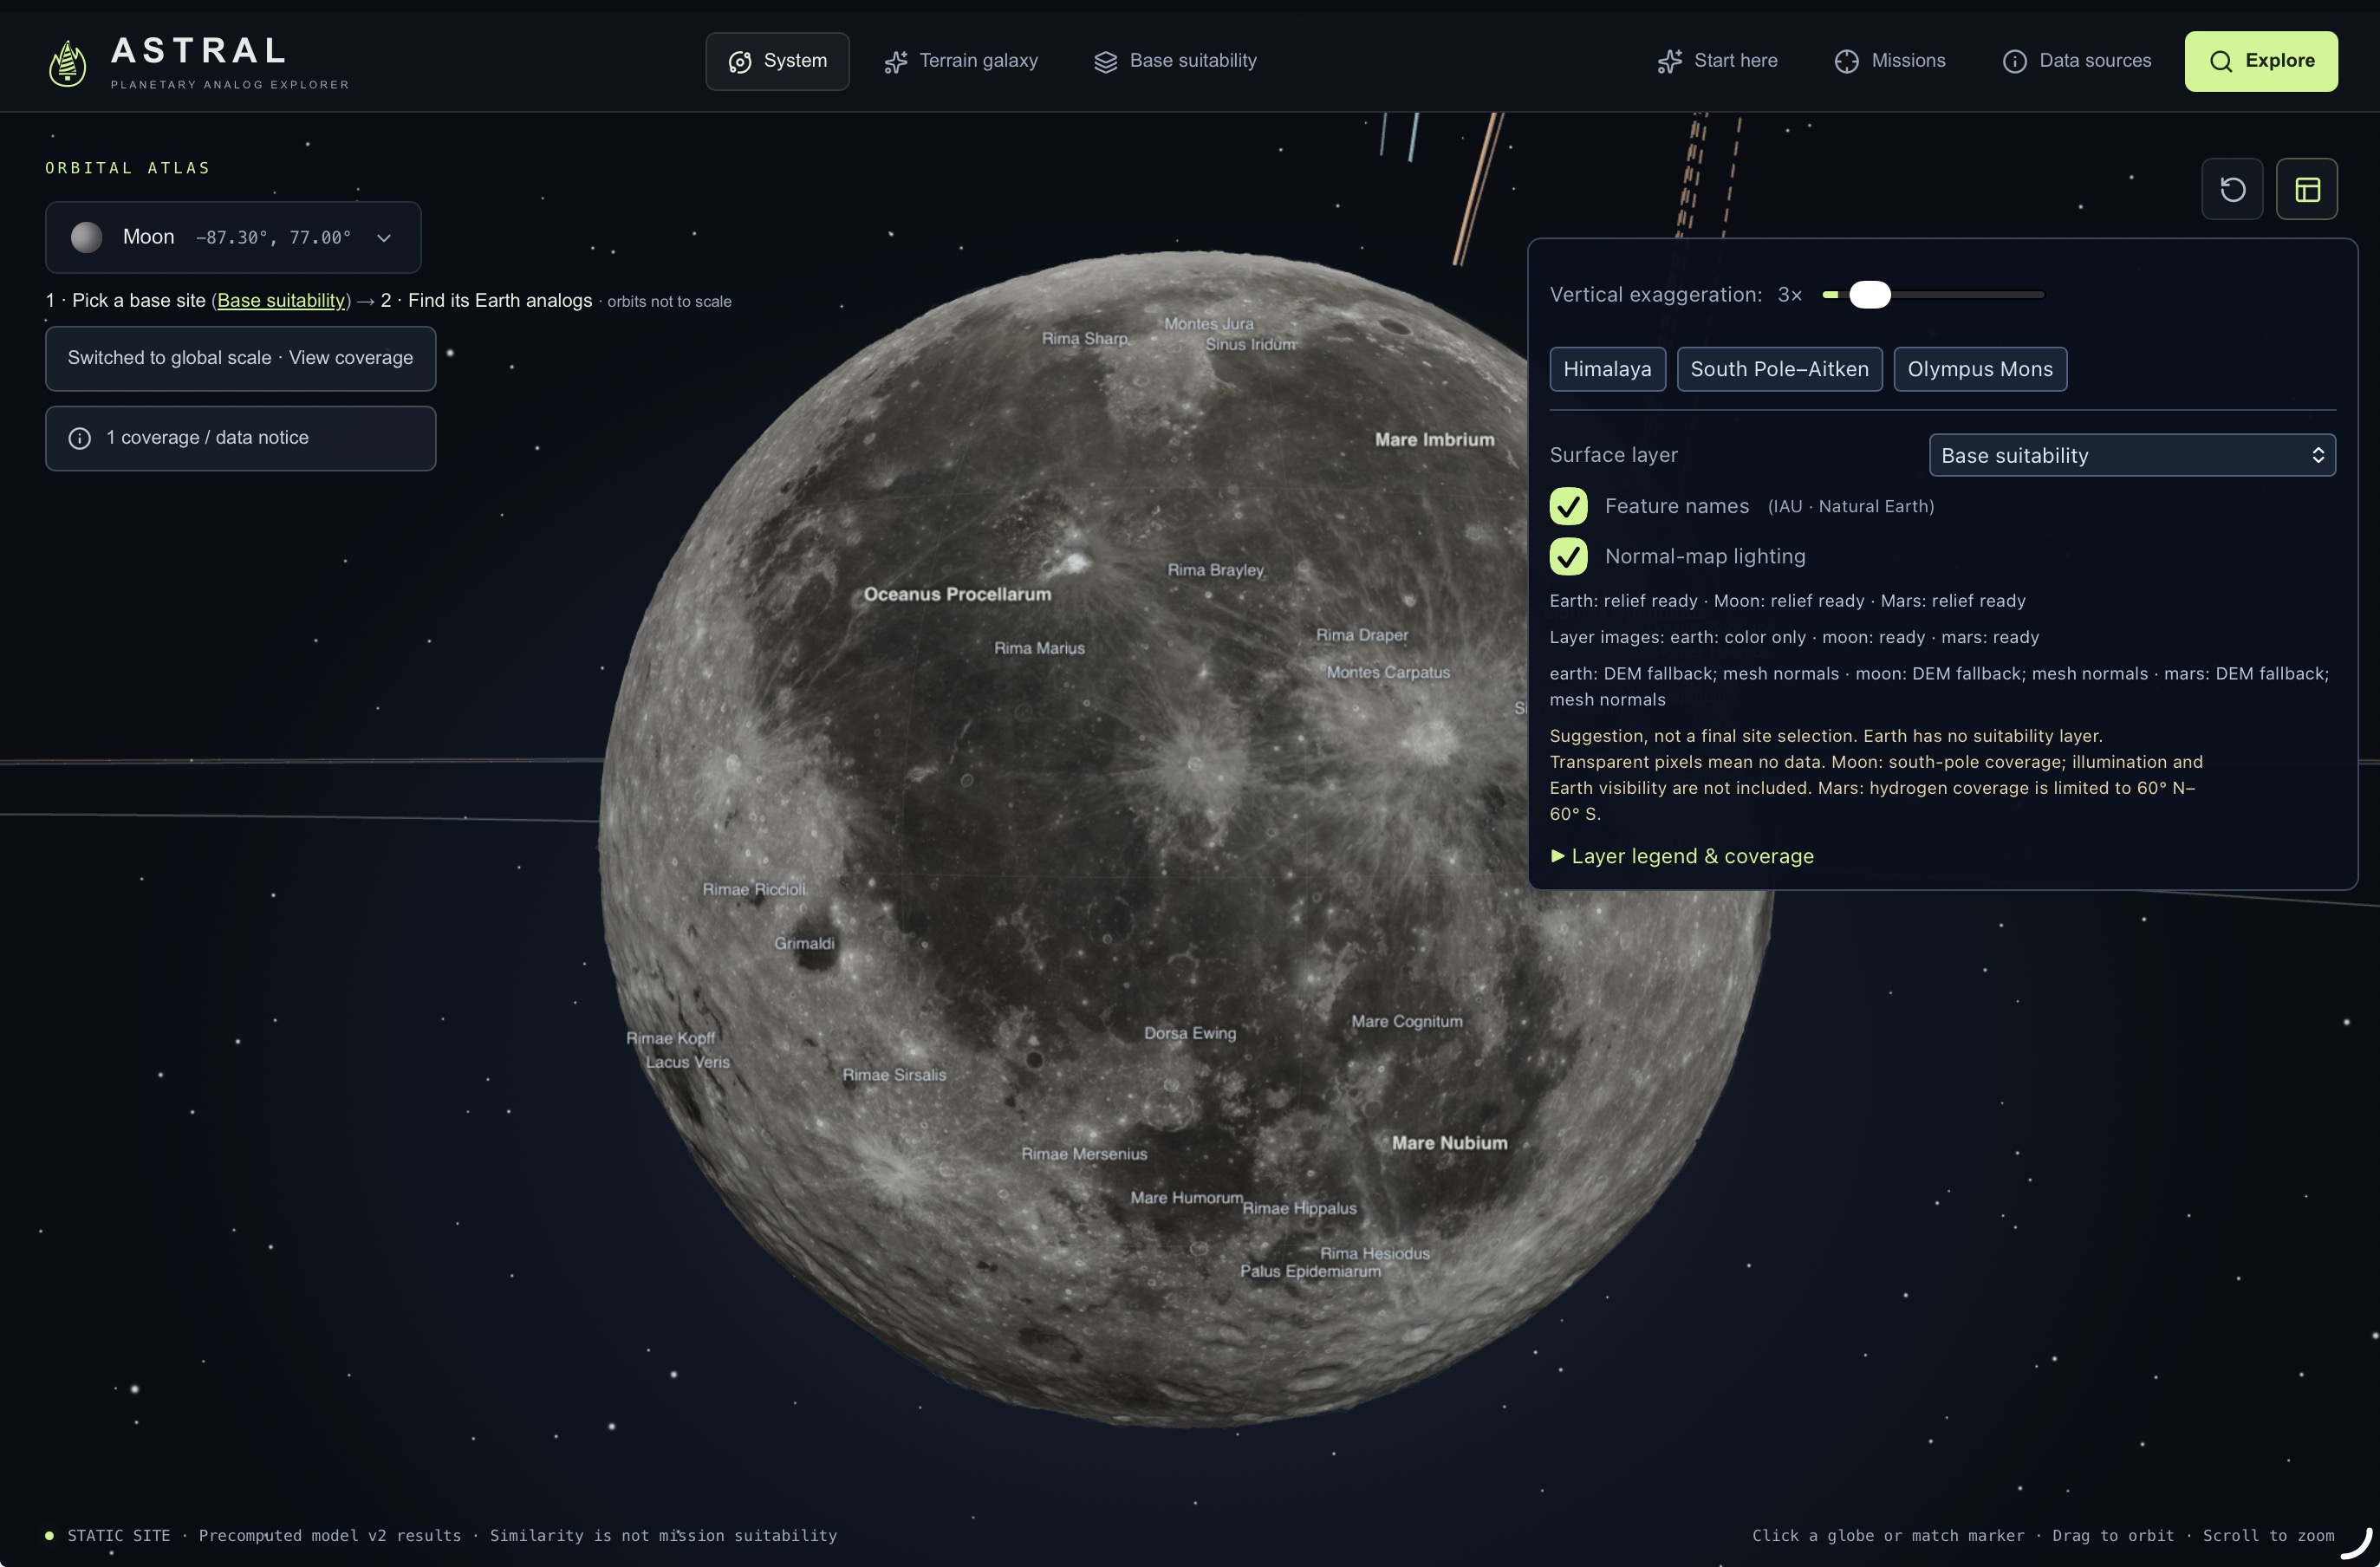 ASTRAL
PLANETARY ANALOG EXPLORER
System
Terrain galaxy
Base suitability
Start here
Missions
Data sources
Explore
ORBITAL ATLAS
Moon −87.30°, 77.00°
1 · Pick a base site (Base suitability) → 2 · Find its Earth analogs · orbits not to scale
Switched to global scale · View coverage
1 coverage / data notice
Vertical exaggeration: 3×
Himalaya
South Pole–Aitken
Olympus Mons
Surface layer
Base suitability
Feature names (IAU · Natural Earth)
Normal-map lighting
Earth: relief ready · Moon: relief ready · Mars: relief ready
Layer images: earth: color only · moon: ready · mars: ready
earth: DEM fallback; mesh normals · moon: DEM fallback; mesh normals · mars: DEM fallback;
mesh normals
Suggestion, not a final site selection. Earth has no suitability layer.
Transparent pixels mean no data. Moon: south-pole coverage; illumination and
Earth visibility are not included. Mars: hydrogen coverage is limited to 60° N–
60° S.
Layer legend & coverage
Montes Jura
Rima Sharp
Sinus Iridum
Mare Imbrium
Rima Brayley
Oceanus Procellarum
Rima Draper
Rima Marius
Montes Carpatus
Rimae Riccioli
Grimaldi
Mare Cognitum
Dorsa Ewing
Rimae Kopff
Lacus Veris
Rimae Sirsalis
Mare Nubium
Rimae Mersenius
Mare Humorum
Rimae Hippalus
Rima Hesiodus
Palus Epidemiarum
STATIC SITE · Precomputed model v2 results · Similarity is not mission suitability
Click a globe or match marker · Drag to orbit · Scroll to zoom